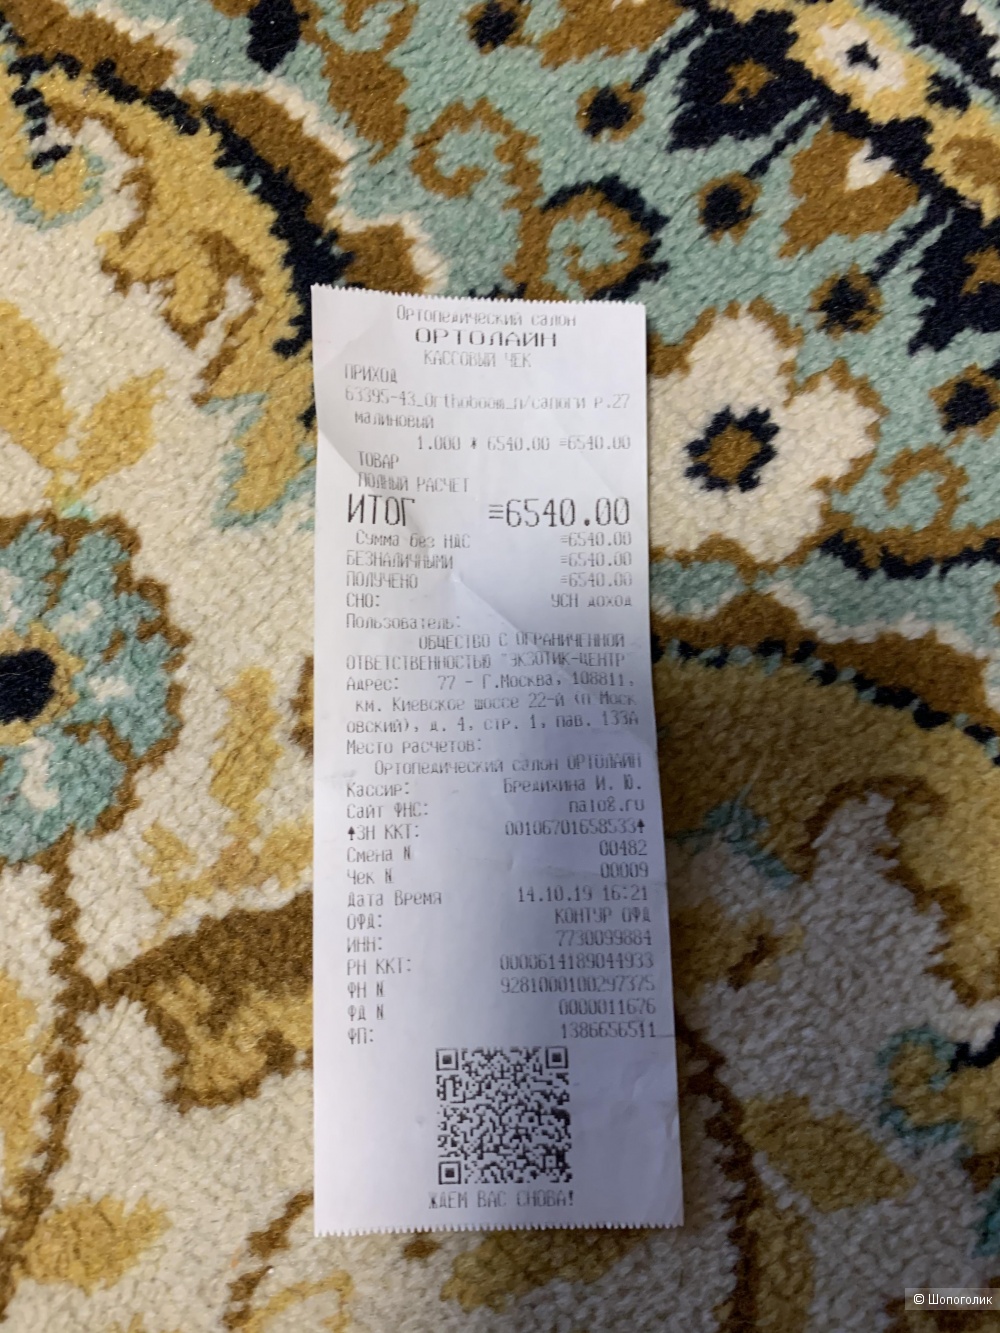 Ортопедический салон
ОРТОЛАЙН
КАССОВЫЙ ЧЕК
ПРИХОД
63395-43_Orthoboom_п/сапоги р.27
малиновый
1.000 * 6540.00 =6540.00
ТОВАР
ПОЛНЫЙ РАСЧЕТ
ИТОГ =6540.00
Сумма без НДС =6540.00
БЕЗНАЛИЧНЫМИ =6540.00
ПОЛУЧЕНО =6540.00
СНО: УСН доход
Пользователь:
ОБЩЕСТВО С ОГРАНИЧЕННОЙ
ОТВЕТСТВЕННОСТЬЮ "ЭКЗОТИК-ЦЕНТР"
Адрес: 77 - Г.Москва, 108811,
км. Киевское шоссе 22-й (п Моск
овский), д. 4, стр. 1, пав. 133А
Место расчетов:
Ортопедический салон ОРТОЛАЙН
Кассир: Бредихина И. Ю.
Сайт ФНС: nalog.ru
ЗН ККТ: 00106701658533
Смена N 00482
Чек N 00009
Дата Время 14.10.19 16:21
ОФД: КОНТУР ОФД
ИНН: 7730099884
РН ККТ: 0000614189044933
ФН N 9281000100297375
ФД N 0000011676
ФП: 1386656511
ЖДЕМ ВАС СНОВА!
© Шопоголик